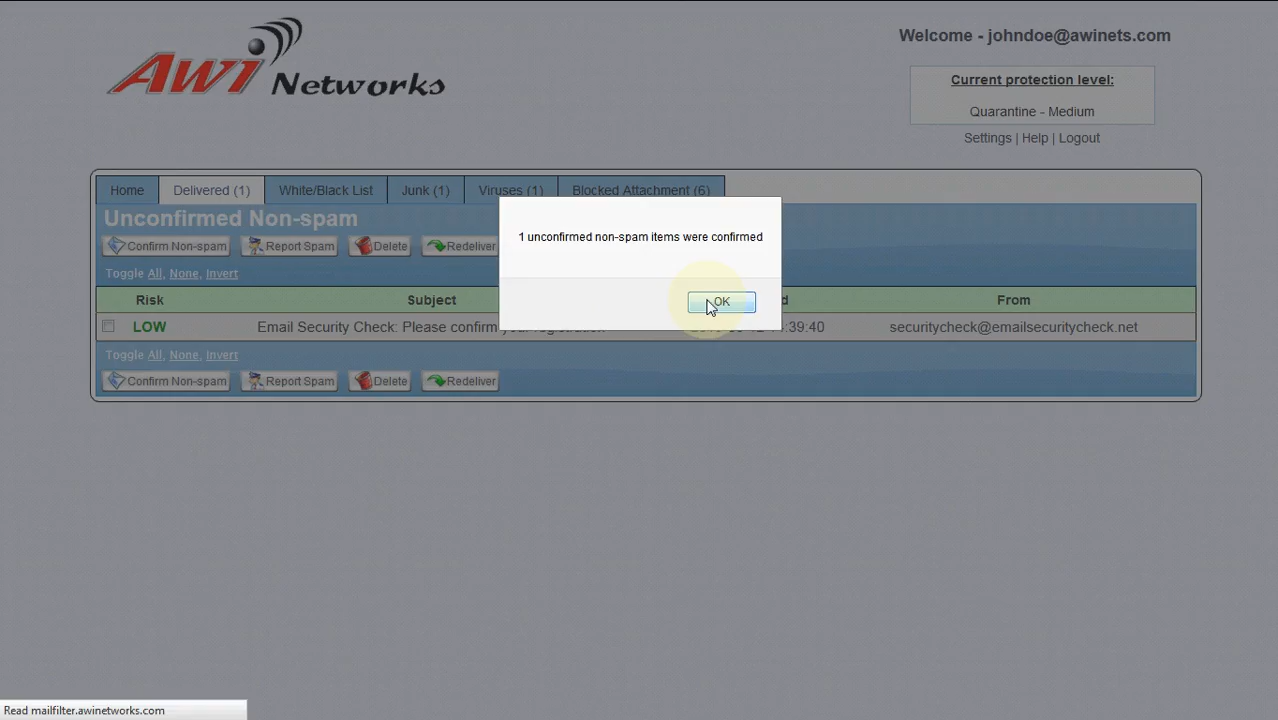 Awi Networks
Welcome - johndoe@awinets.com
Current protection level:
Quarantine - Medium
Settings | Help | Logout
Home Delivered (1) White/Black List Junk (1) Viruses (1) Blocked Attachment (6)
Unconfirmed Non-spam
1 unconfirmed non-spam items were confirmed
Confirm Non-spam Report Spam Delete Redeliver
Toggle All, None, Invert
OK
Risk Subject d From
LOW Email Security Check: Please confirm your registration 39:40 securitycheck@emailsecuritycheck.net
Toggle All, None, Invert
Confirm Non-spam Report Spam Delete Redeliver
Read mailfilter.awinetworks.com